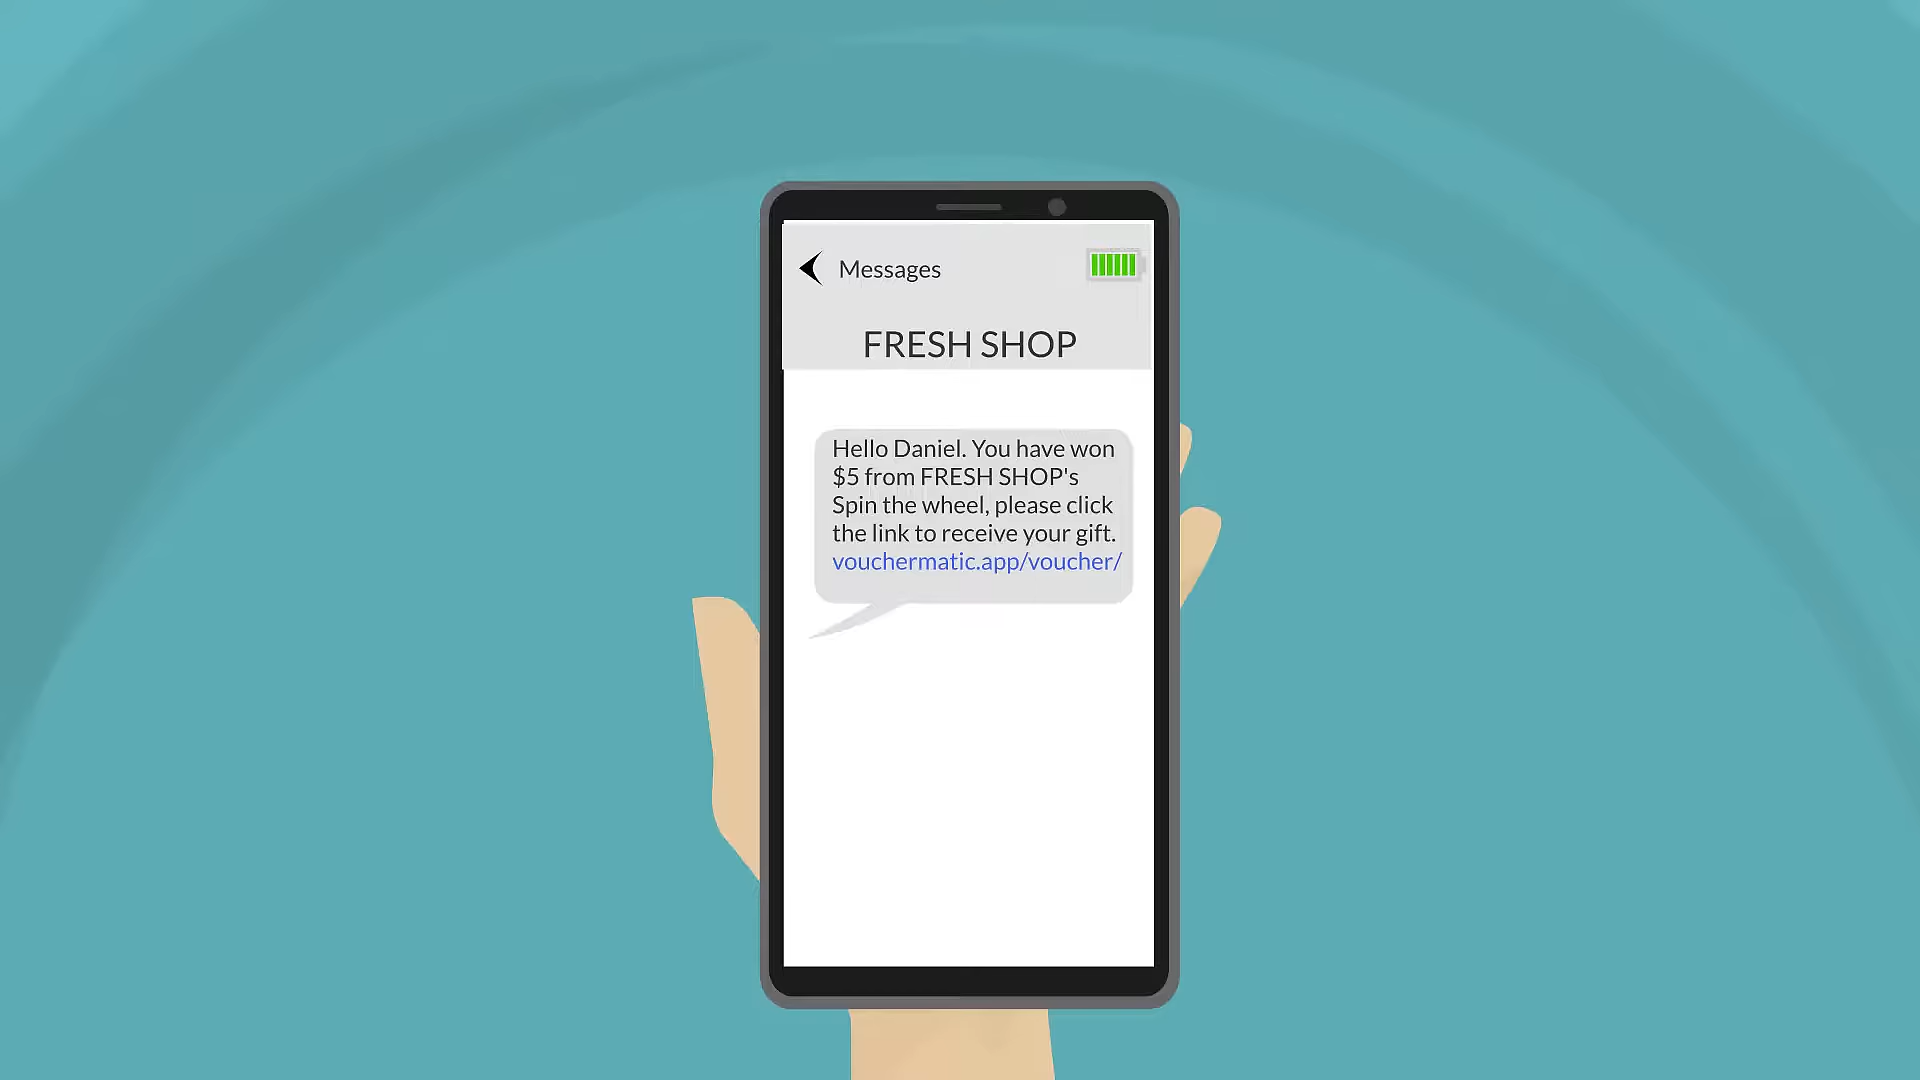 Messages
FRESH SHOP
Hello Daniel. You have won
$5 from FRESH SHOP's
Spin the wheel, please click
the link to receive your gift.
vouchermatic.app/voucher/